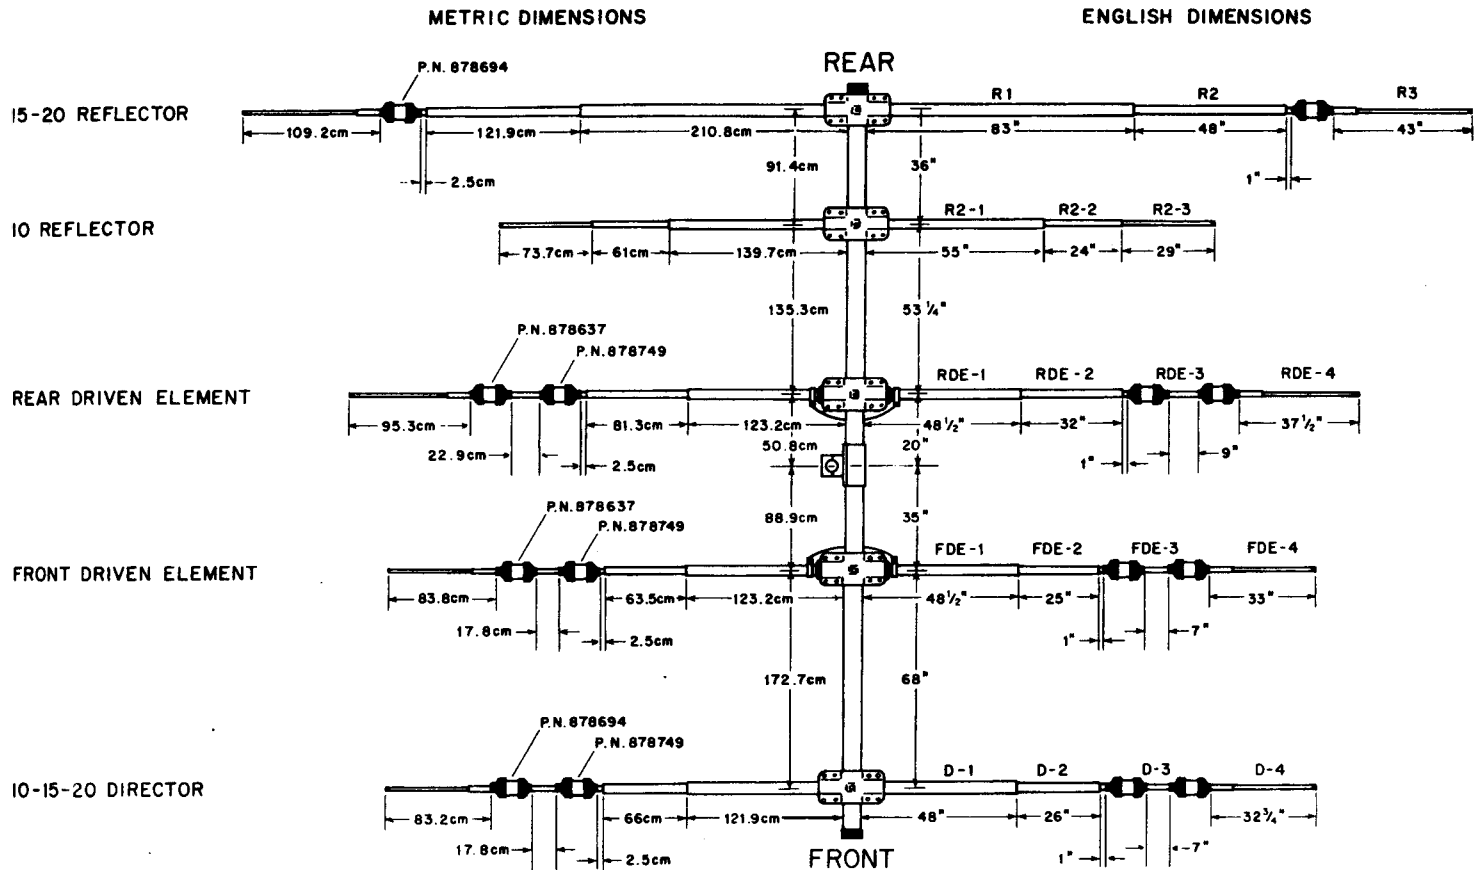 METRIC DIMENSIONS
ENGLISH DIMENSIONS
REAR
P.N. 878694
15-20 REFLECTOR
R1
R2
R3
109.2cm
121.9cm
210.8cm
83"
48"
43"
2.5cm
91.4cm
36"
1"
10 REFLECTOR
R2-1
R2-2
R2-3
73.7cm
61cm
139.7cm
55"
24"
29"
135.3cm
53 1/4"
P.N. 878637
P.N. 878749
REAR DRIVEN ELEMENT
RDE-1
RDE-2
RDE-3
RDE-4
95.3cm
81.3cm
123.2cm
48 1/2"
32"
37 1/2"
22.9cm
2.5cm
50.8cm
20"
1"
9"
88.9cm
35"
P.N. 878637
P.N. 878749
FRONT DRIVEN ELEMENT
FDE-1
FDE-2
FDE-3
FDE-4
83.8cm
63.5cm
123.2cm
48 1/2"
25"
33"
17.8cm
2.5cm
1"
7"
172.7cm
68"
P.N. 878694
P.N. 878749
10-15-20 DIRECTOR
D-1
D-2
D-3
D-4
83.2cm
66cm
121.9cm
48"
26"
32 3/4"
17.8cm
2.5cm
1"
7"
FRONT